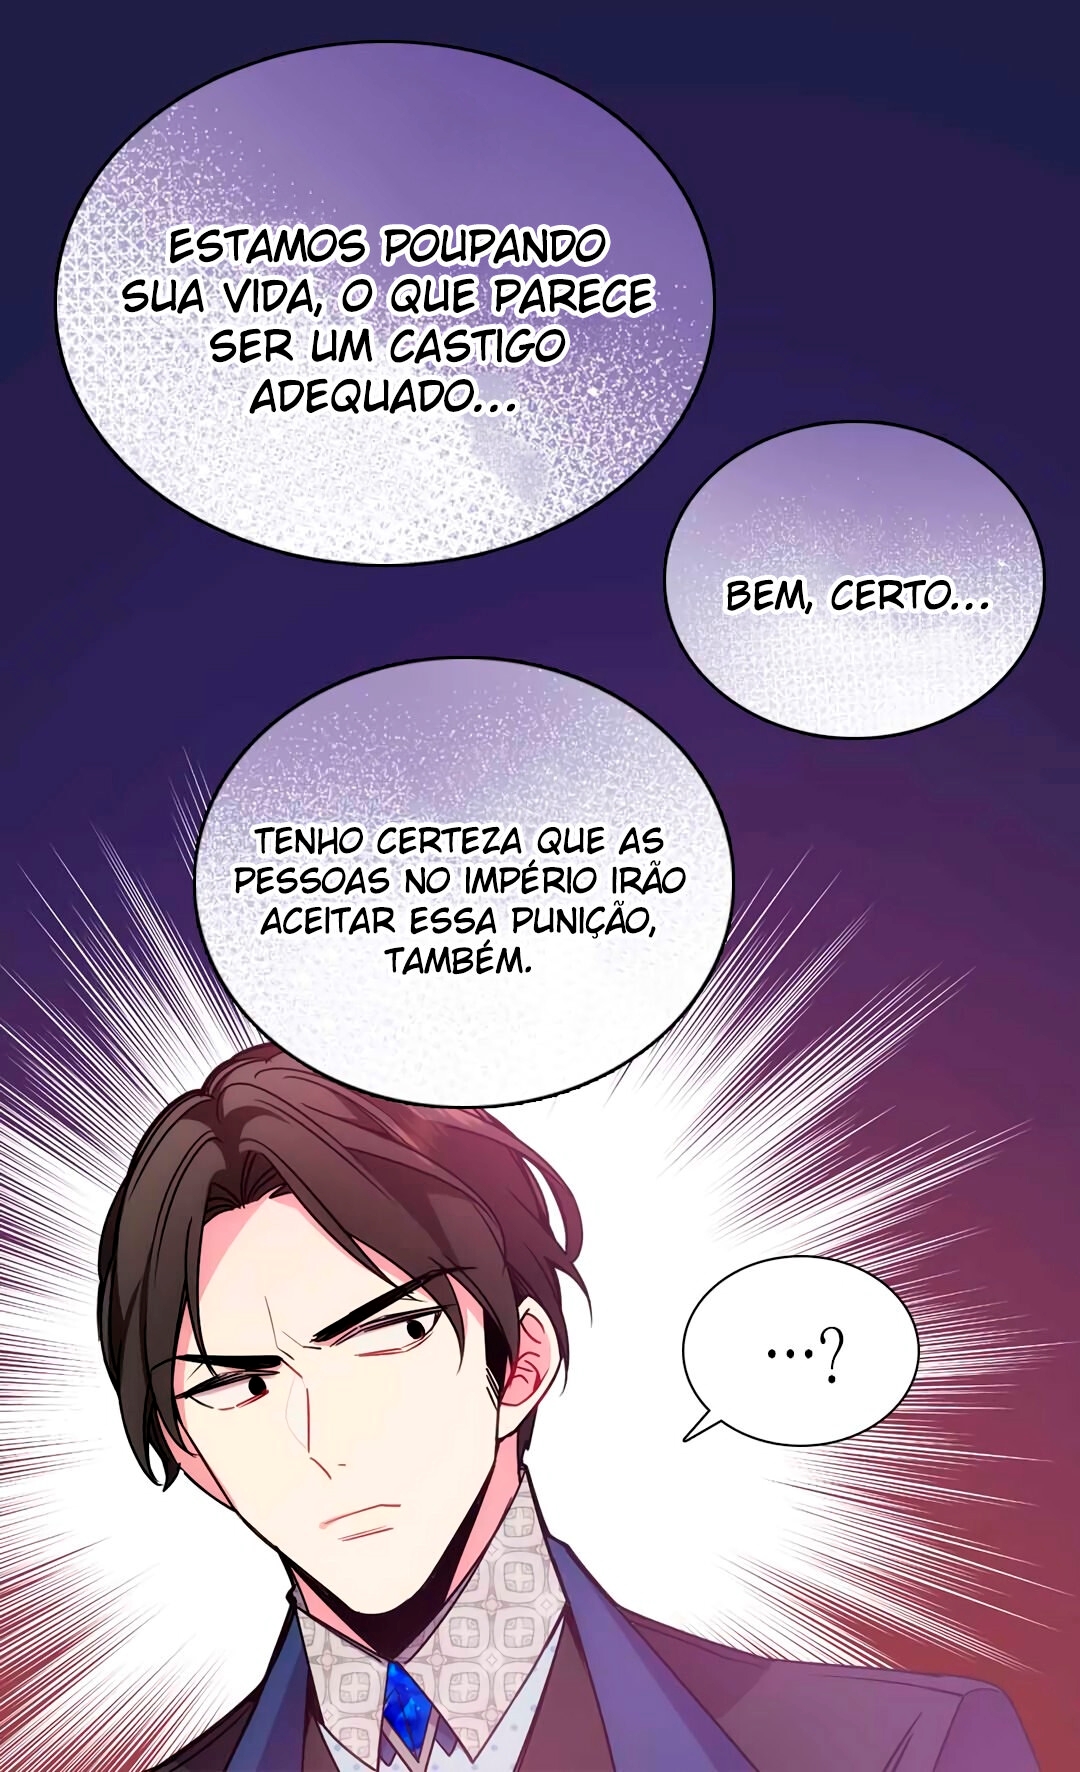 ESTAMOS POUPANDO
SUA VIDA, O QUE PARECE
SER UM CASTIGO
ADEQUADO...
BEM, CERTO...
TENHO CERTEZA QUE AS
PESSOAS NO IMPÉRIO IRÃO
ACEITAR ESSA PUNIÇÃO,
TAMBÉM.
...?